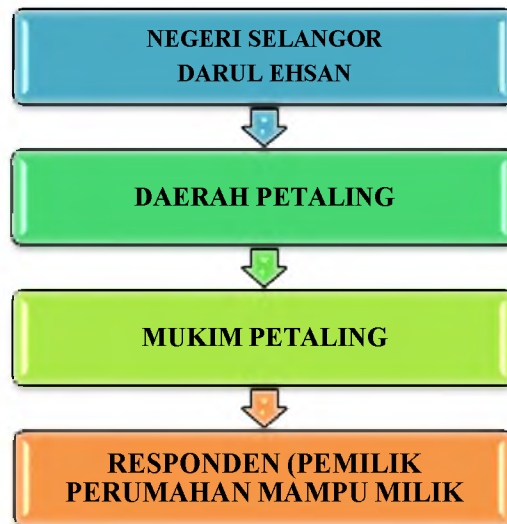 NEGERI SELANGOR
DARUL EHSAN
DAERAH PETALING
MUKIM PETALING
RESPONDEN (PEMILIK
PERUMAHAN MAMPU MILIK